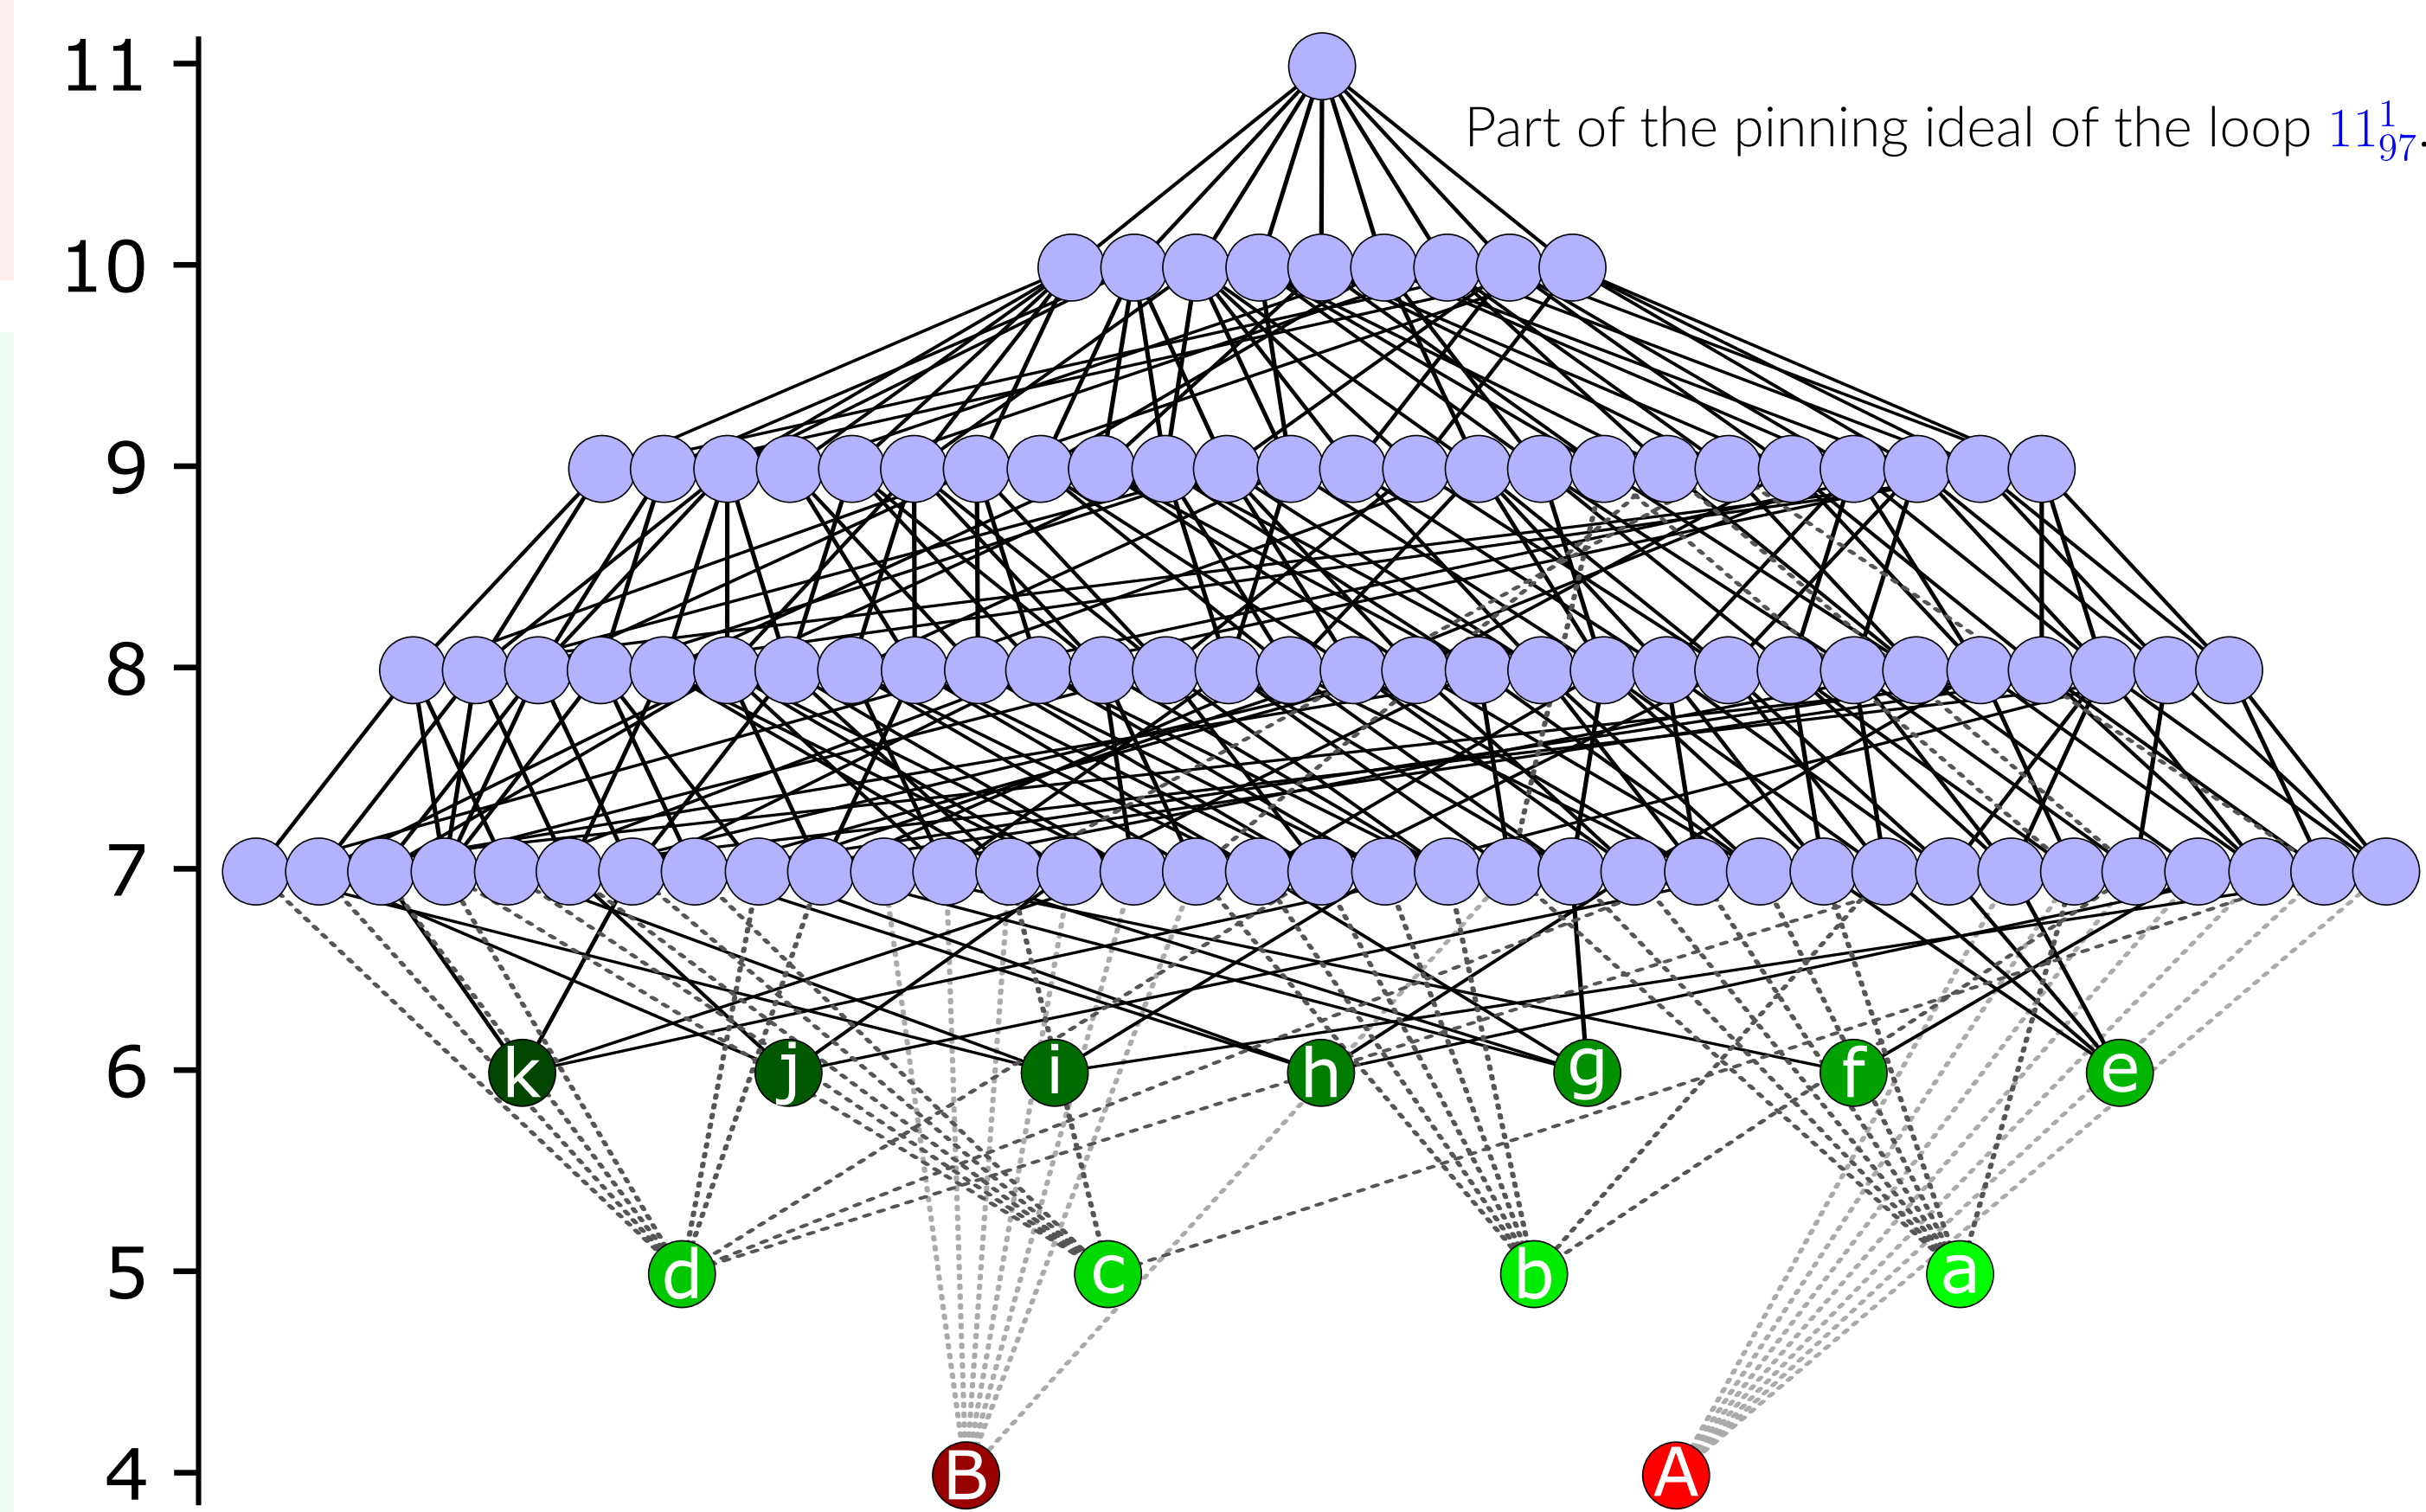 11
Part of the pinning ideal of the loop 11^1_97.
10
9
8
7
6
k j i h g f e
5
d c b a
4
B A